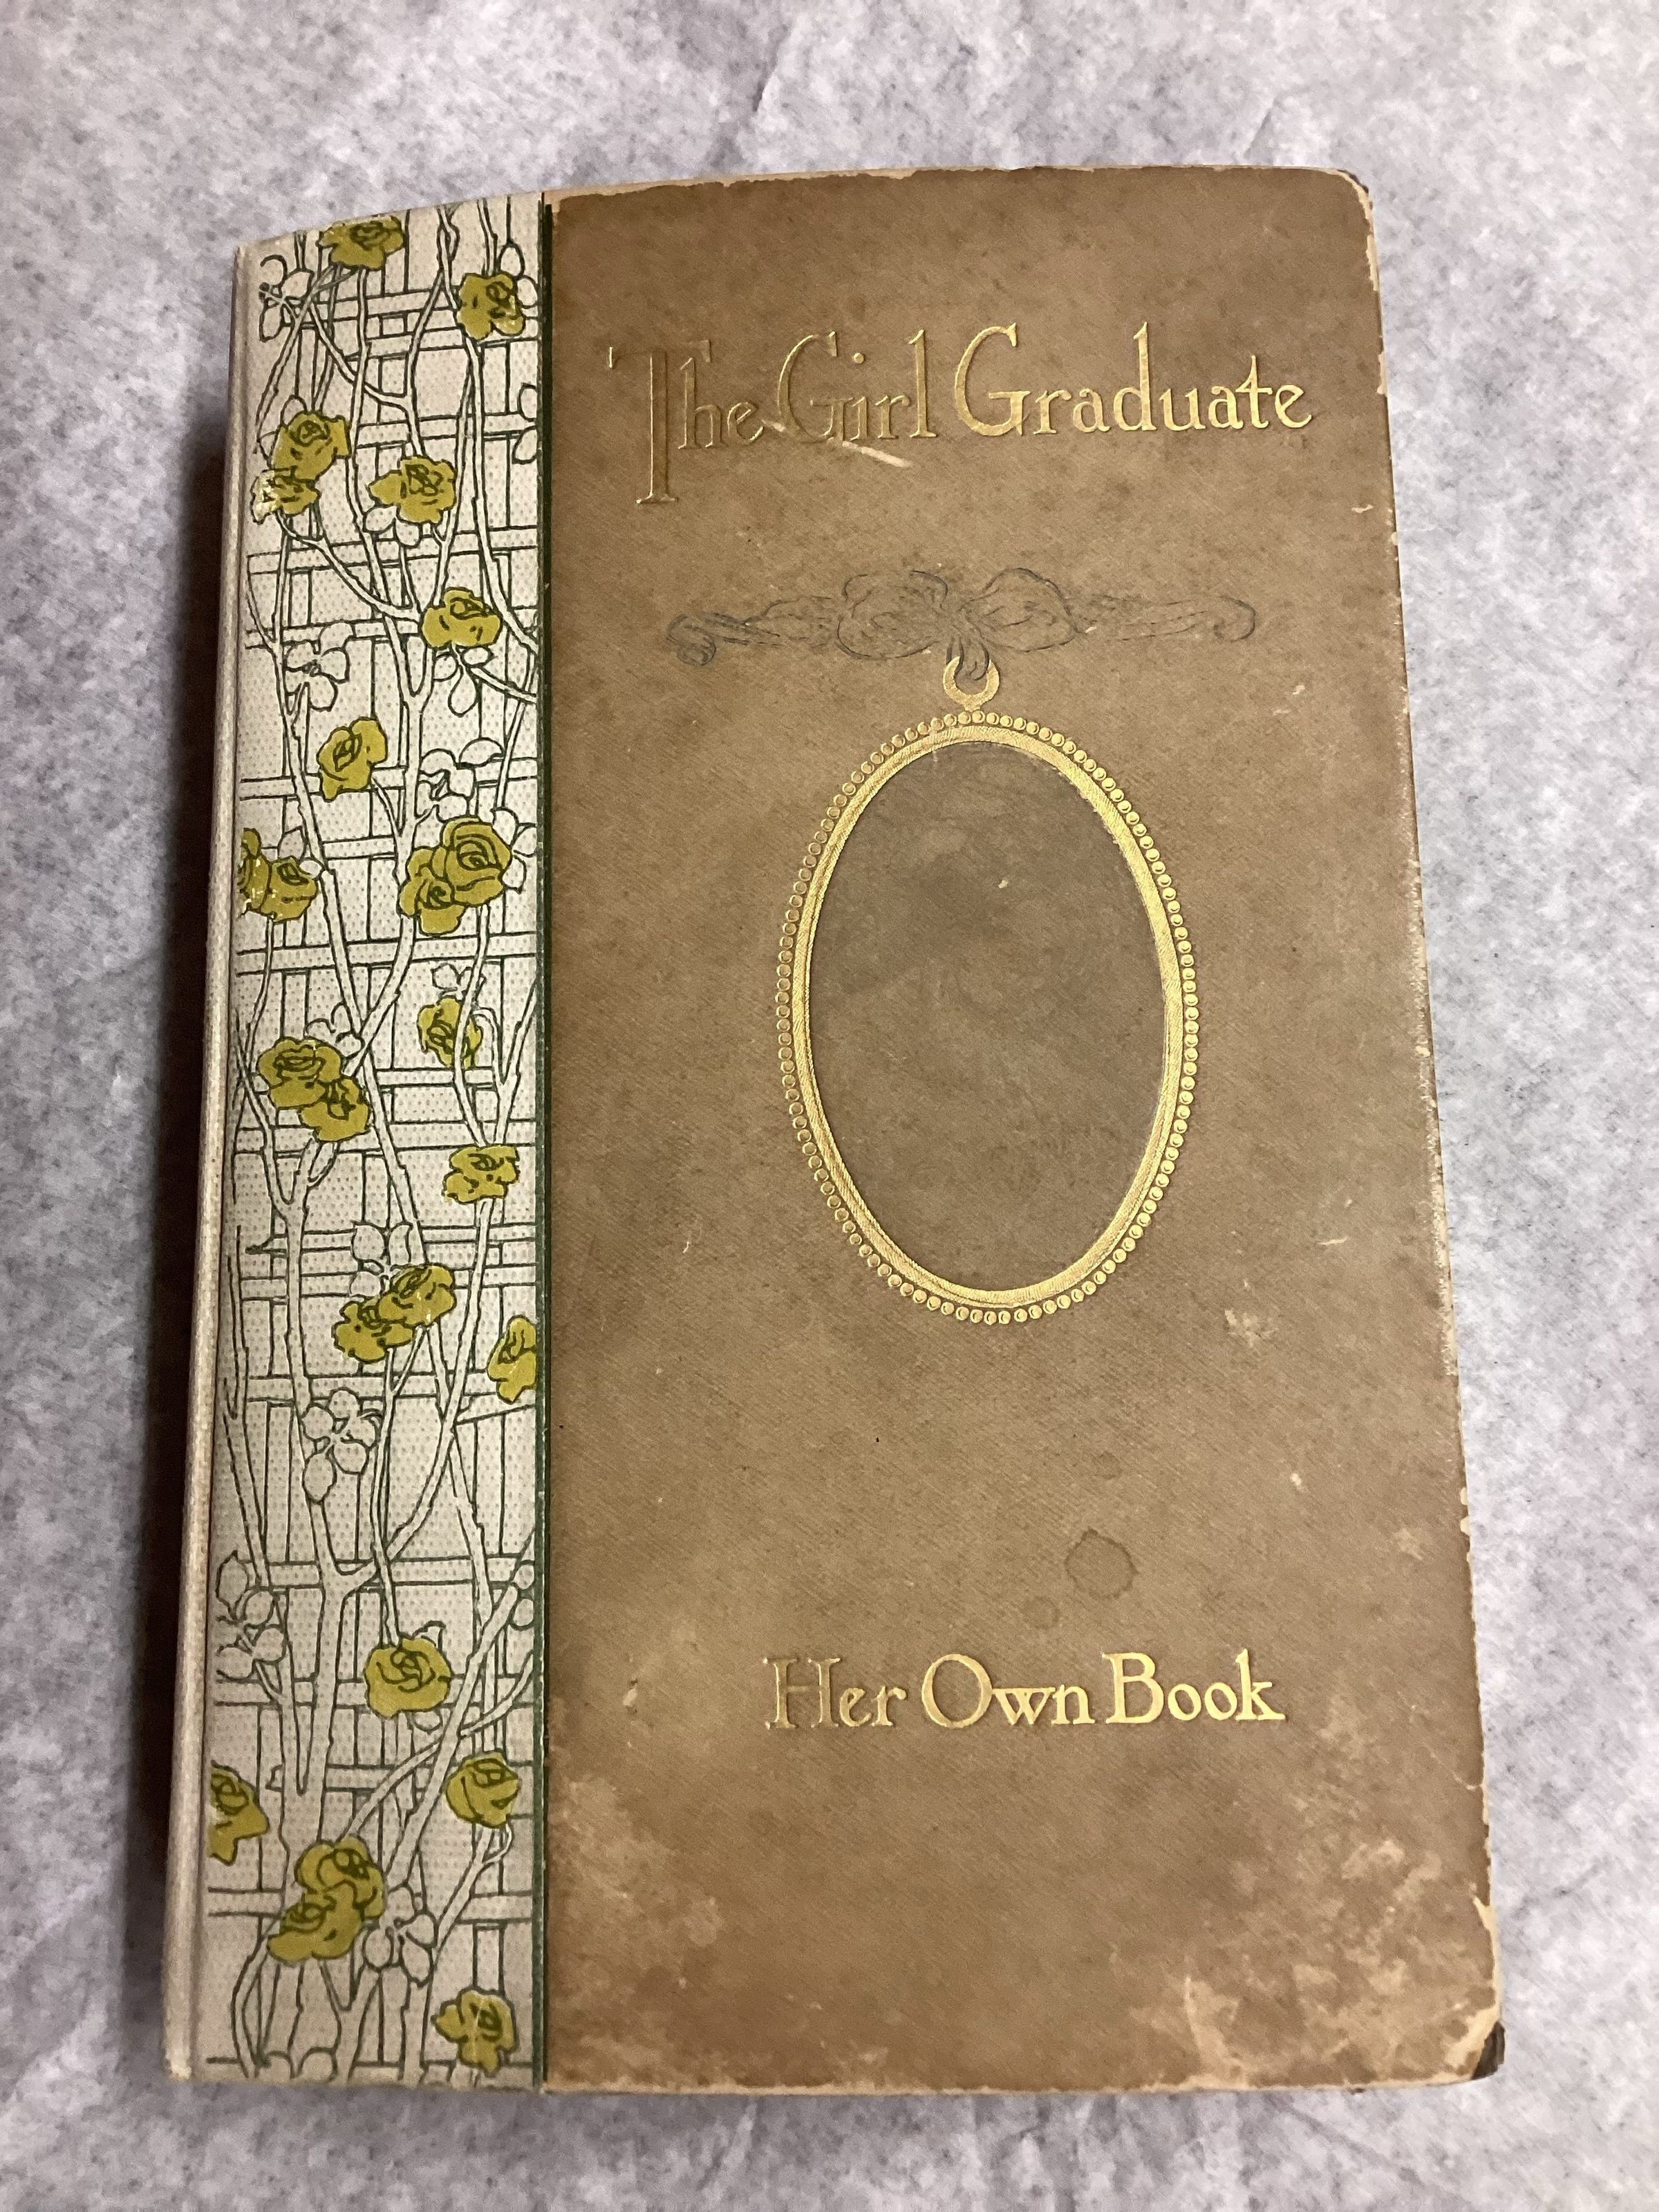 The Girl Graduate
Her Own Book